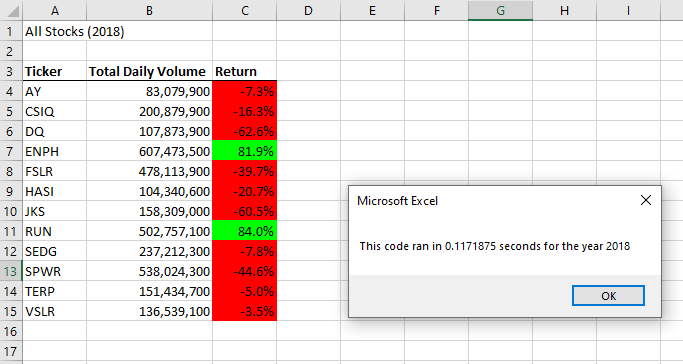 A B C D E F G H I
1 All Stocks (2018)
2
3 Ticker Total Daily Volume Return
4 AY 83,079,900 -7.3%
5 CSIQ 200,879,900 -16.3%
6 DQ 107,873,900 -62.6%
7 ENPH 607,473,500 81.9%
8 FSLR 478,113,900 -39.7%
9 HASI 104,340,600 -20.7%
10 JKS 158,309,000 -60.5%
11 RUN 502,757,100 84.0%
12 SEDG 237,212,300 -7.8%
13 SPWR 538,024,300 -44.6%
14 TERP 151,434,700 -5.0%
15 VSLR 136,539,100 -3.5%
16
17
Microsoft Excel
This code ran in 0.1171875 seconds for the year 2018
OK